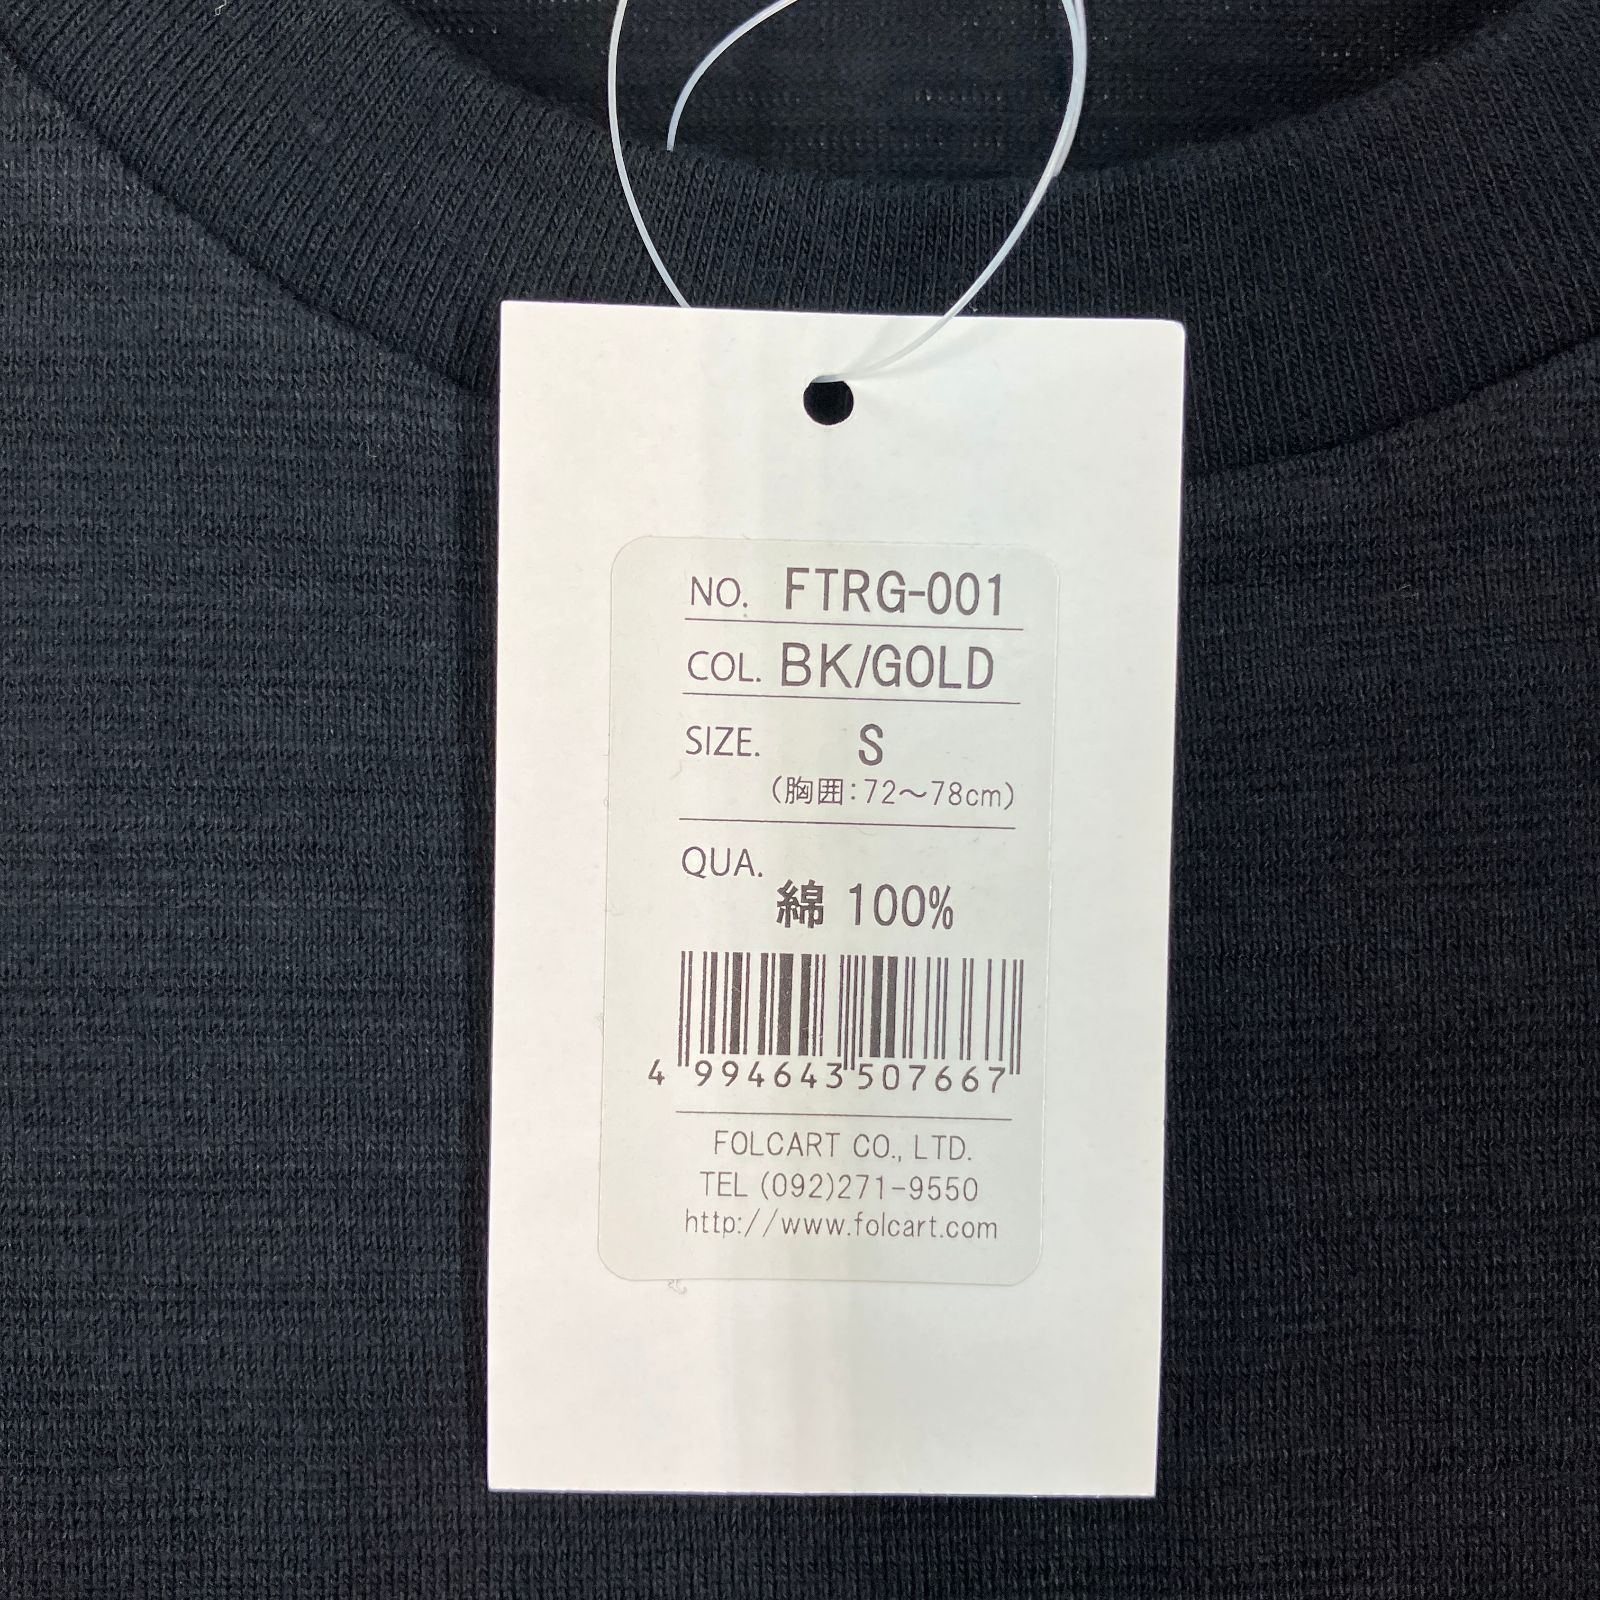 NO. FTRG-001
COL. BK/GOLD
SIZE. S
(胸囲:72～78cm)
QUA.
綿 100%
4 994643 507667
FOLCART CO., LTD.
TEL (092)271-9550
http://www.folcart.com